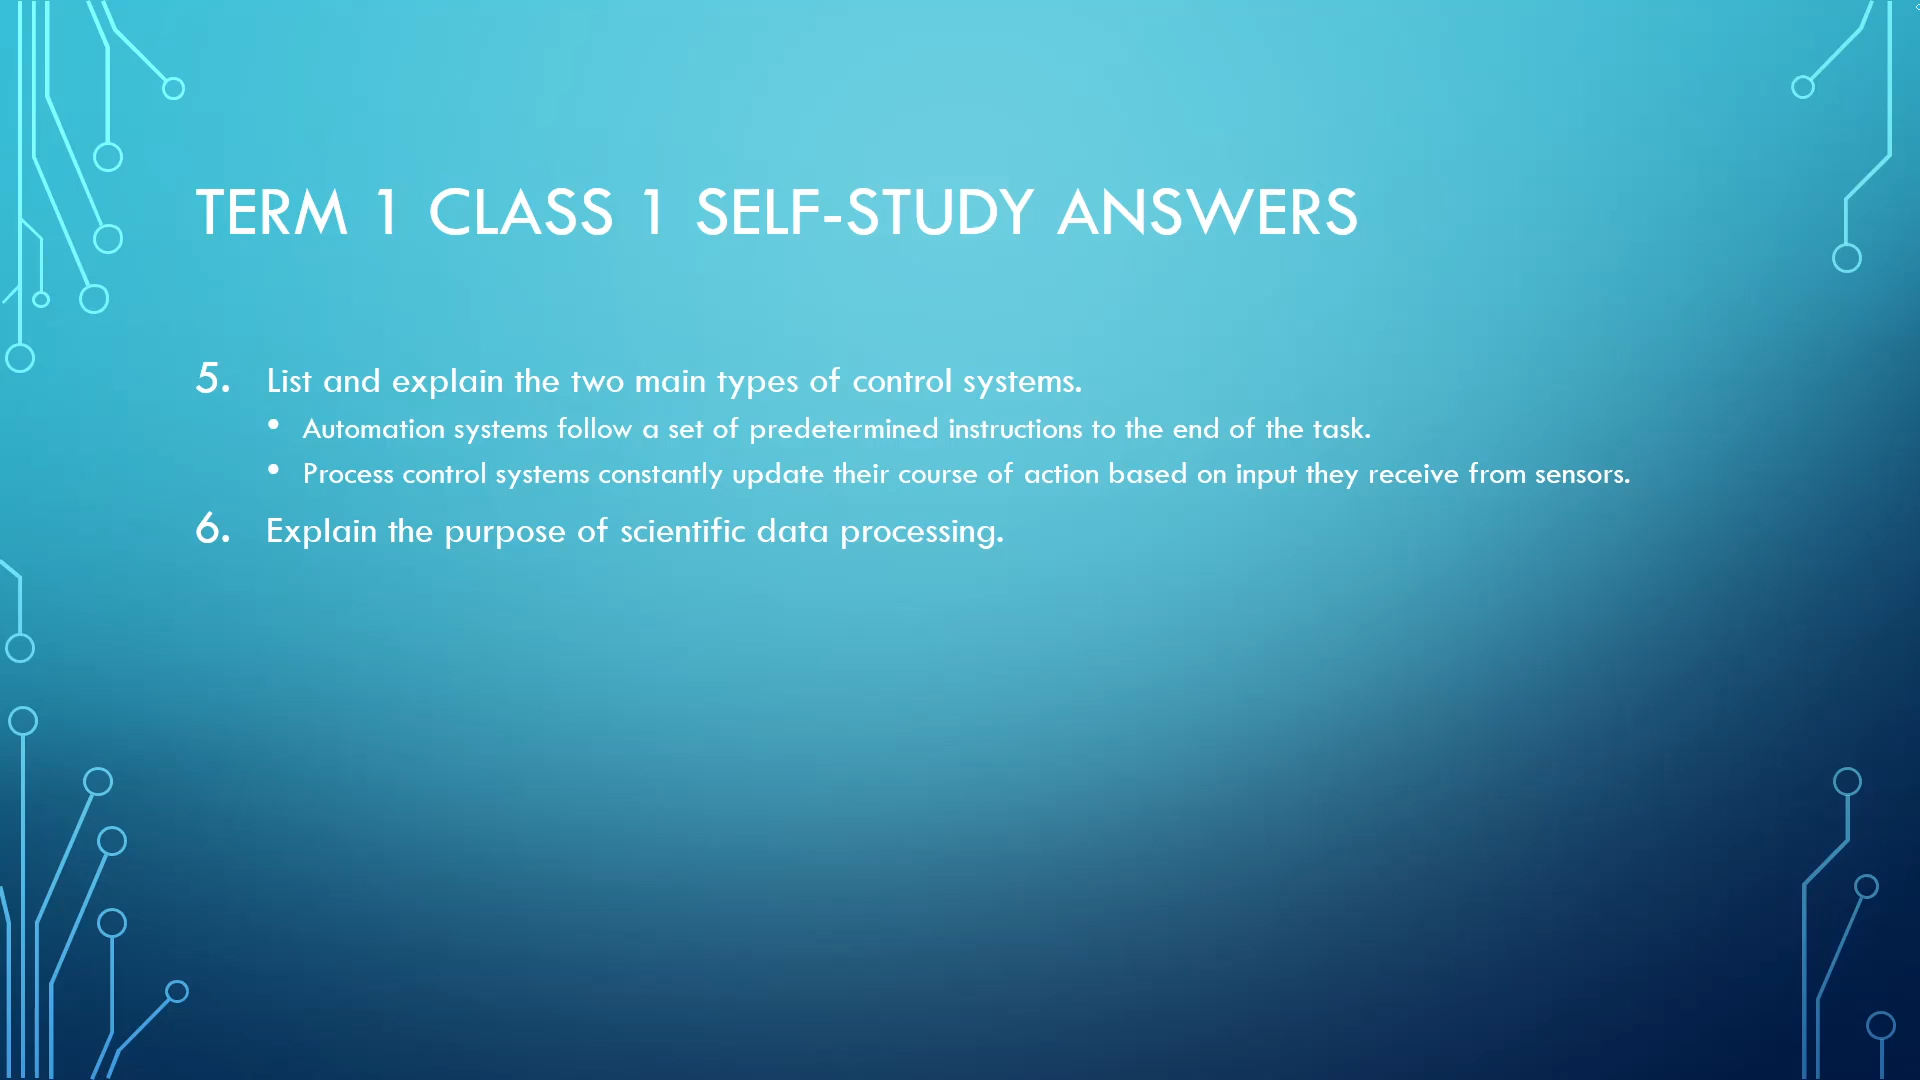 TERM 1 CLASS 1 SELF-STUDY ANSWERS
5. List and explain the two main types of control systems.
• Automation systems follow a set of predetermined instructions to the end of the task.
• Process control systems constantly update their course of action based on input they receive from sensors.
6. Explain the purpose of scientific data processing.